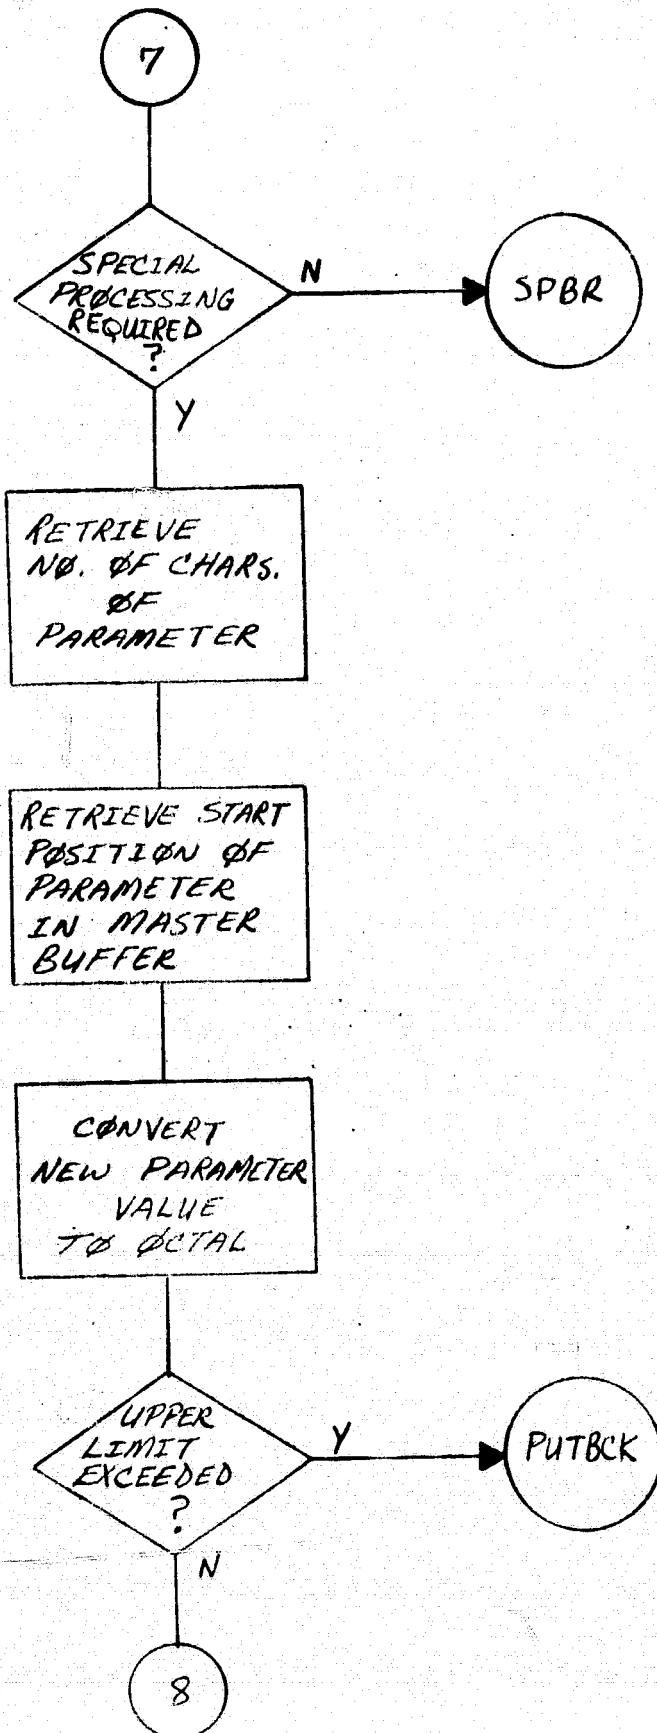 7
SPECIAL
PRØCESSING
REQUIRED
?
N
SPBR
Y
RETRIEVE
NØ. ØF CHARS.
ØF
PARAMETER
RETRIEVE START
PØSITIØN ØF
PARAMETER
IN MASTER
BUFFER
CØNVERT
NEW PARAMETER
VALUE
TØ ØCTAL
UPPER
LIMIT
EXCEEDED
?
Y
PUTBCK
N
8